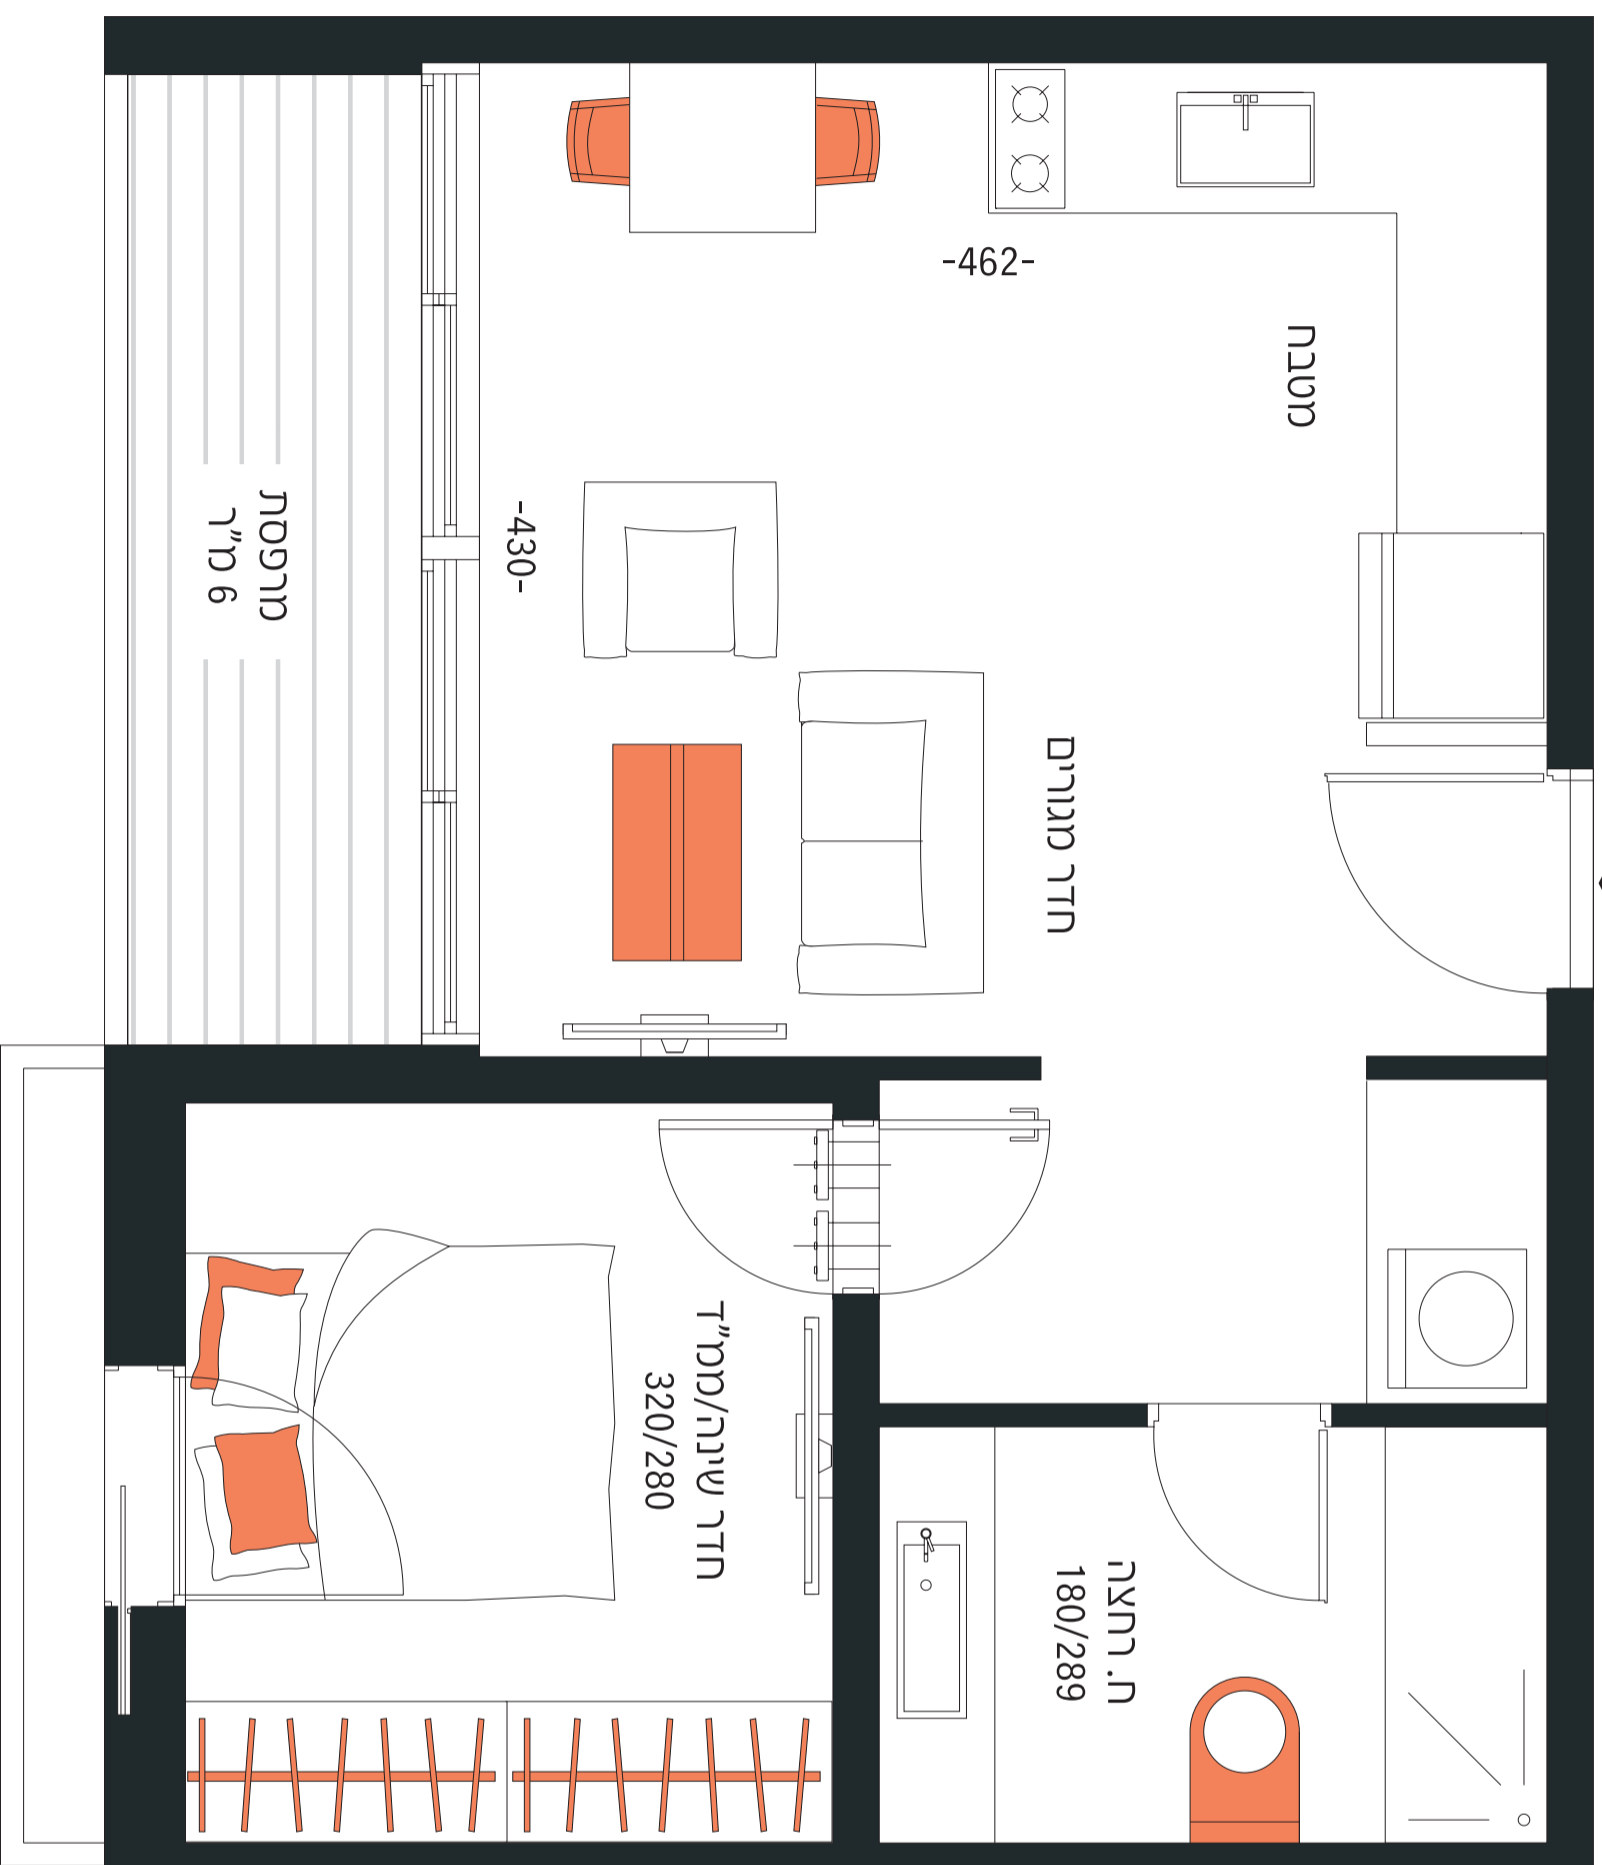 -462-
מטבח
-430-
מרפסת
6 מ"ר
חדר מגורים
חדר שינה/ממ"ד
320/280
ח. רחצה
180/289